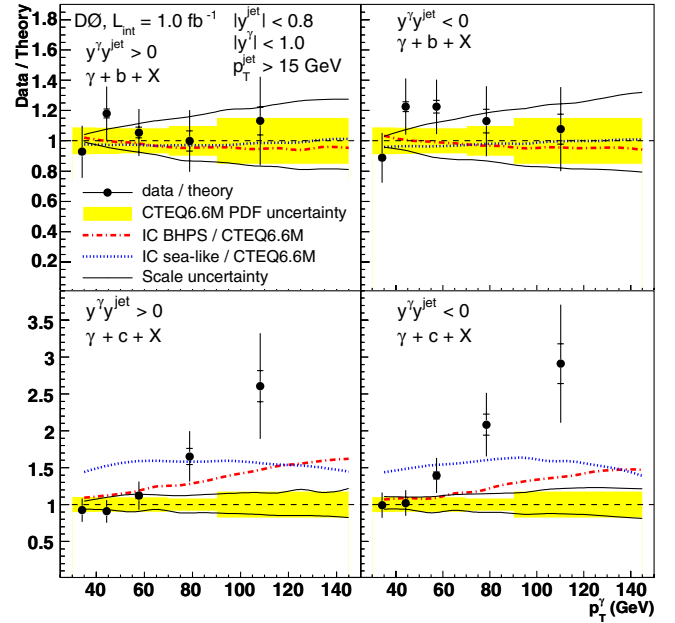 Data / Theory
1.8
1.6
1.4
1.2
1
0.8
0.6
0.4
0.2
DØ, L_int = 1.0 fb⁻¹
|y^jet| < 0.8
|y^γ| < 1.0
p_T^jet > 15 GeV
y^γ y^jet > 0
γ + b + X
data / theory
CTEQ6.6M PDF uncertainty
IC BHPS / CTEQ6.6M
IC sea-like / CTEQ6.6M
Scale uncertainty
y^γ y^jet < 0
γ + b + X
3.5
3
2.5
2
1.5
1
0.5
y^γ y^jet > 0
γ + c + X
y^γ y^jet < 0
γ + c + X
40 60 80 100 120 140
40 60 80 100 120 140
p_T^γ (GeV)